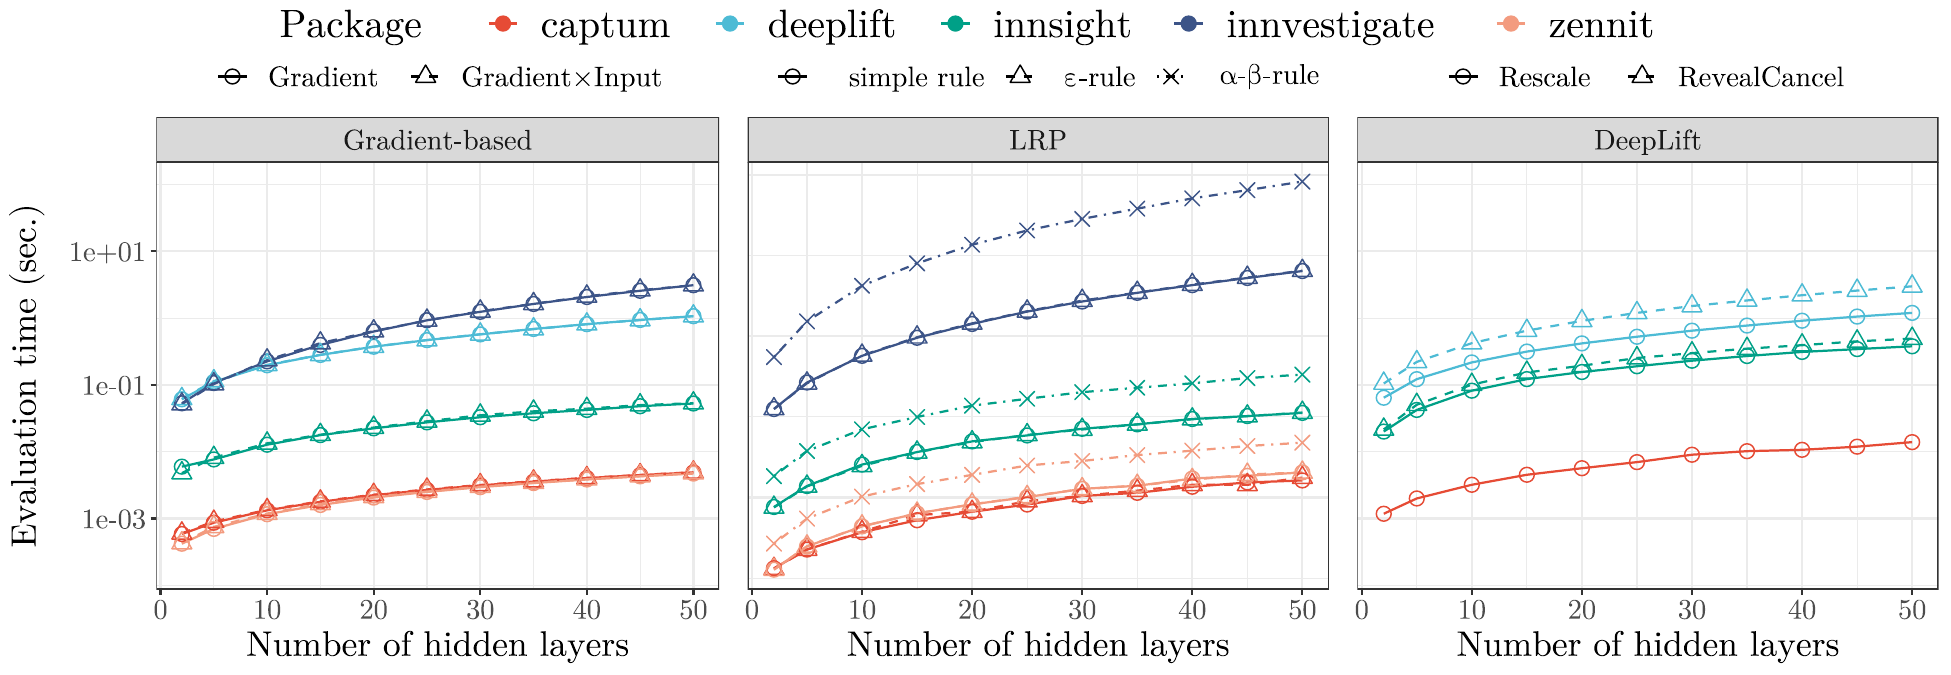 Package captum deeplift innsight innvestigate zennit
Gradient Gradient×Input simple rule ε-rule α-β-rule Rescale RevealCancel
Gradient-based LRP DeepLift
Evaluation time (sec.)
1e+01
1e-01
1e-03
0 10 20 30 40 50 0 10 20 30 40 50 0 10 20 30 40 50
Number of hidden layers Number of hidden layers Number of hidden layers